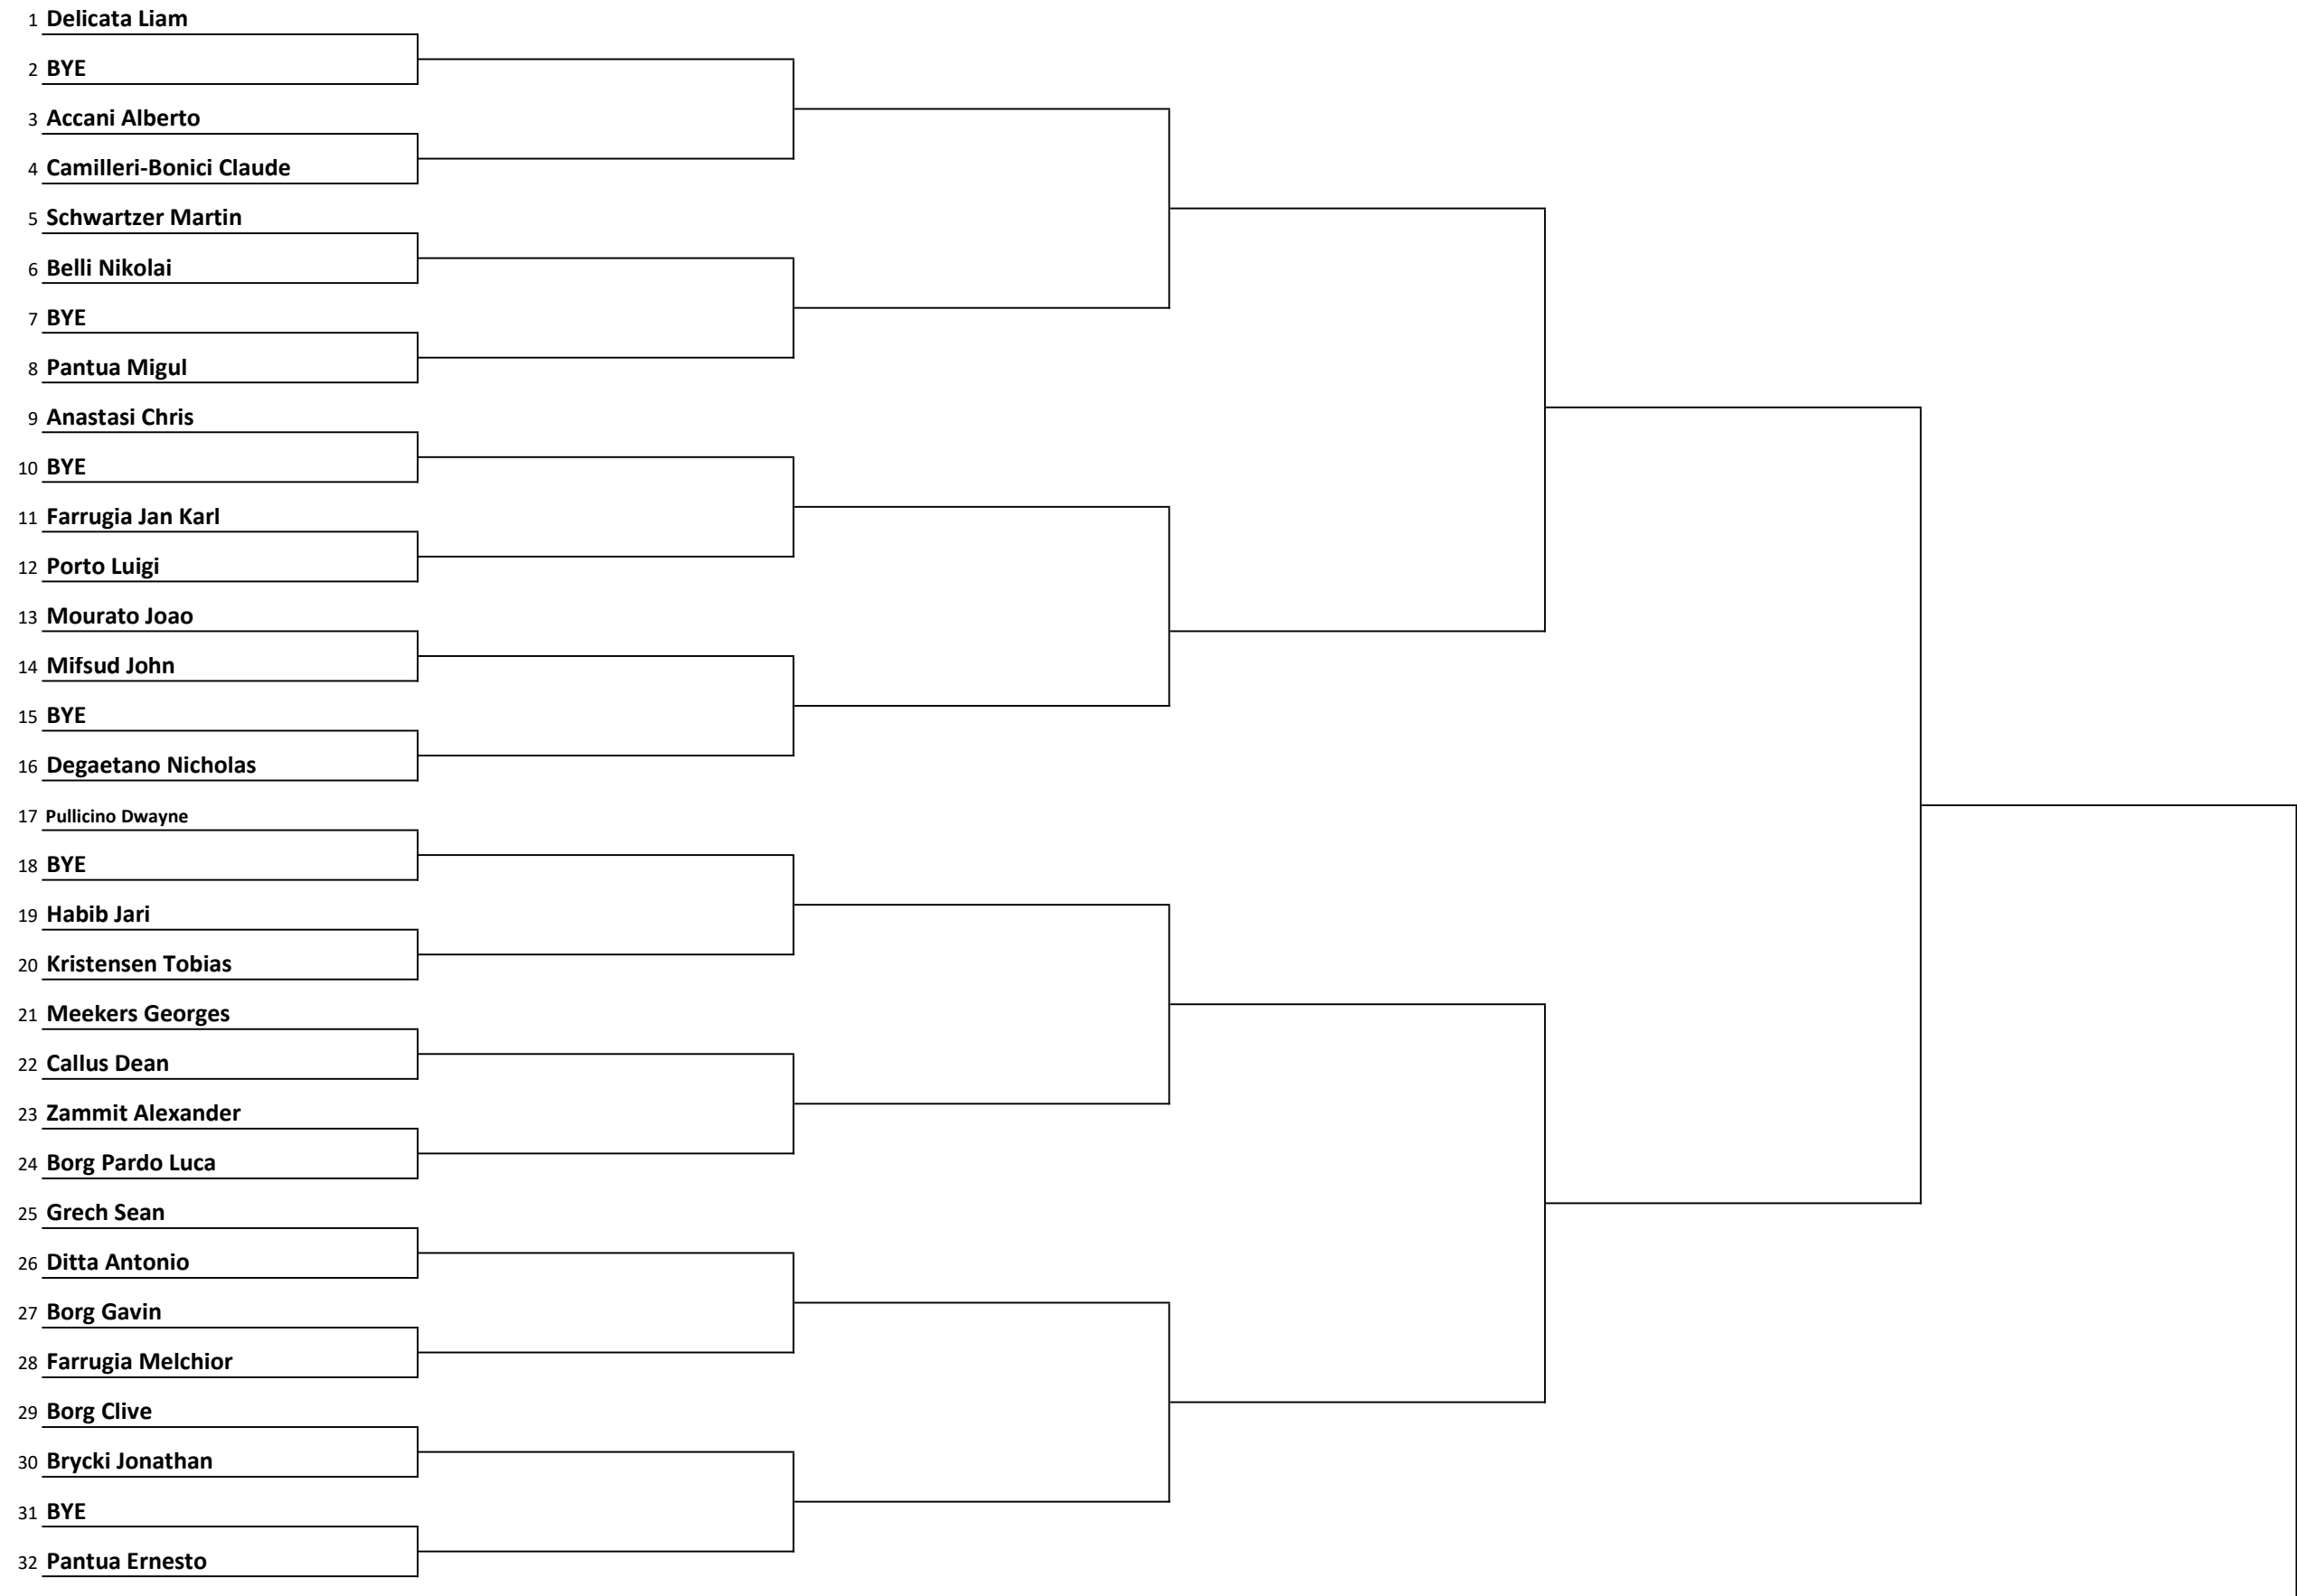 1 Delicata Liam
2 BYE
3 Accani Alberto
4 Camilleri-Bonici Claude
5 Schwartzer Martin
6 Belli Nikolai
7 BYE
8 Pantua Migul
9 Anastasi Chris
10 BYE
11 Farrugia Jan Karl
12 Porto Luigi
13 Mourato Joao
14 Mifsud John
15 BYE
16 Degaetano Nicholas
17 Pullicino Dwayne
18 BYE
19 Habib Jari
20 Kristensen Tobias
21 Meekers Georges
22 Callus Dean
23 Zammit Alexander
24 Borg Pardo Luca
25 Grech Sean
26 Ditta Antonio
27 Borg Gavin
28 Farrugia Melchior
29 Borg Clive
30 Brycki Jonathan
31 BYE
32 Pantua Ernesto